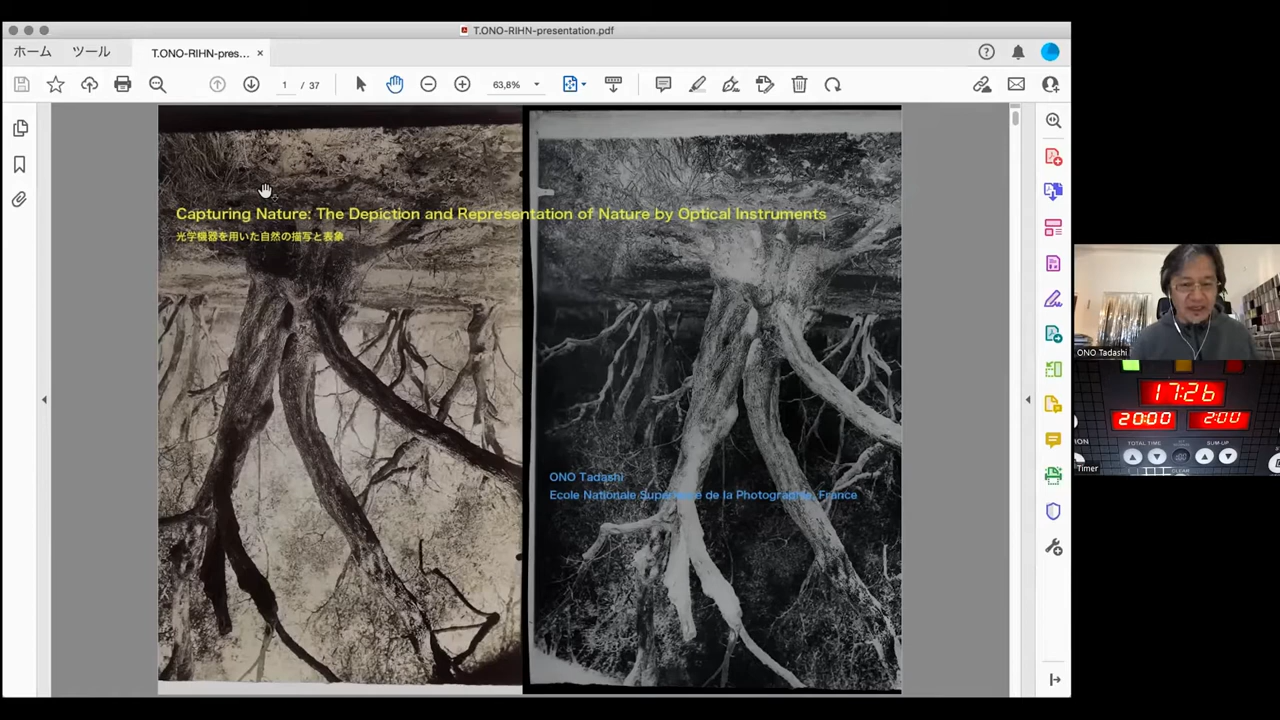 T.ONO-RIHN-presentation.pdf
ホーム
ツール
T.ONO-RIHN-pres...
1 / 37
63,8%
Capturing Nature: The Depiction and Representation of Nature by Optical Instruments
光学機器を用いた自然の描写と表象
ONO Tadashi
Ecole Nationale Supérieure de la Photographie, France
ONO Tadashi
17:26
20:00
2:00
TOTAL TIME
SUM-UP
CLEAR
Timer